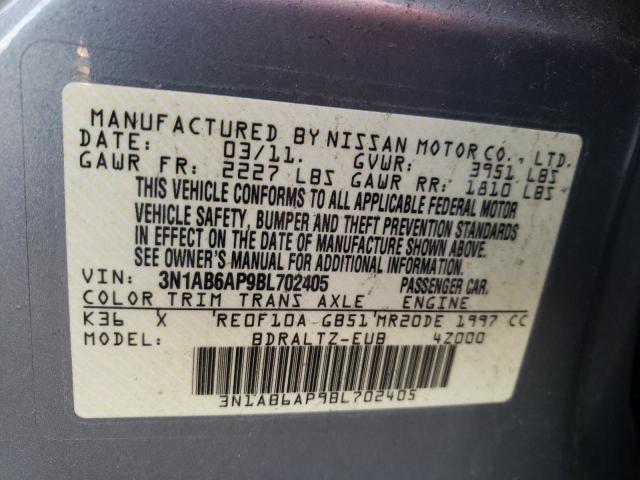 MANUFACTURED BY NISSAN MOTOR CO., LTD.
DATE: 03/11. GVWR: 3951 LBS
GAWR FR: 2227 LBS GAWR RR: 1810 LBS
THIS VEHICLE CONFORMS TO ALL APPLICABLE FEDERAL MOTOR
VEHICLE SAFETY, BUMPER AND THEFT PREVENTION STANDARDS
IN EFFECT ON THE DATE OF MANUFACTURE SHOWN ABOVE.
SEE OWNER'S MANUAL FOR ADDITIONAL INFORMATION.
VIN: 3N1AB6AP9BL702405 PASSENGER CAR.
COLOR TRIM TRANS AXLE ENGINE
K36 X 'RE0F10A GB51'MR20DE 1997 CC
MODEL: BDRALTZ-EUB 4Z000
3N1AB6AP9BL702405